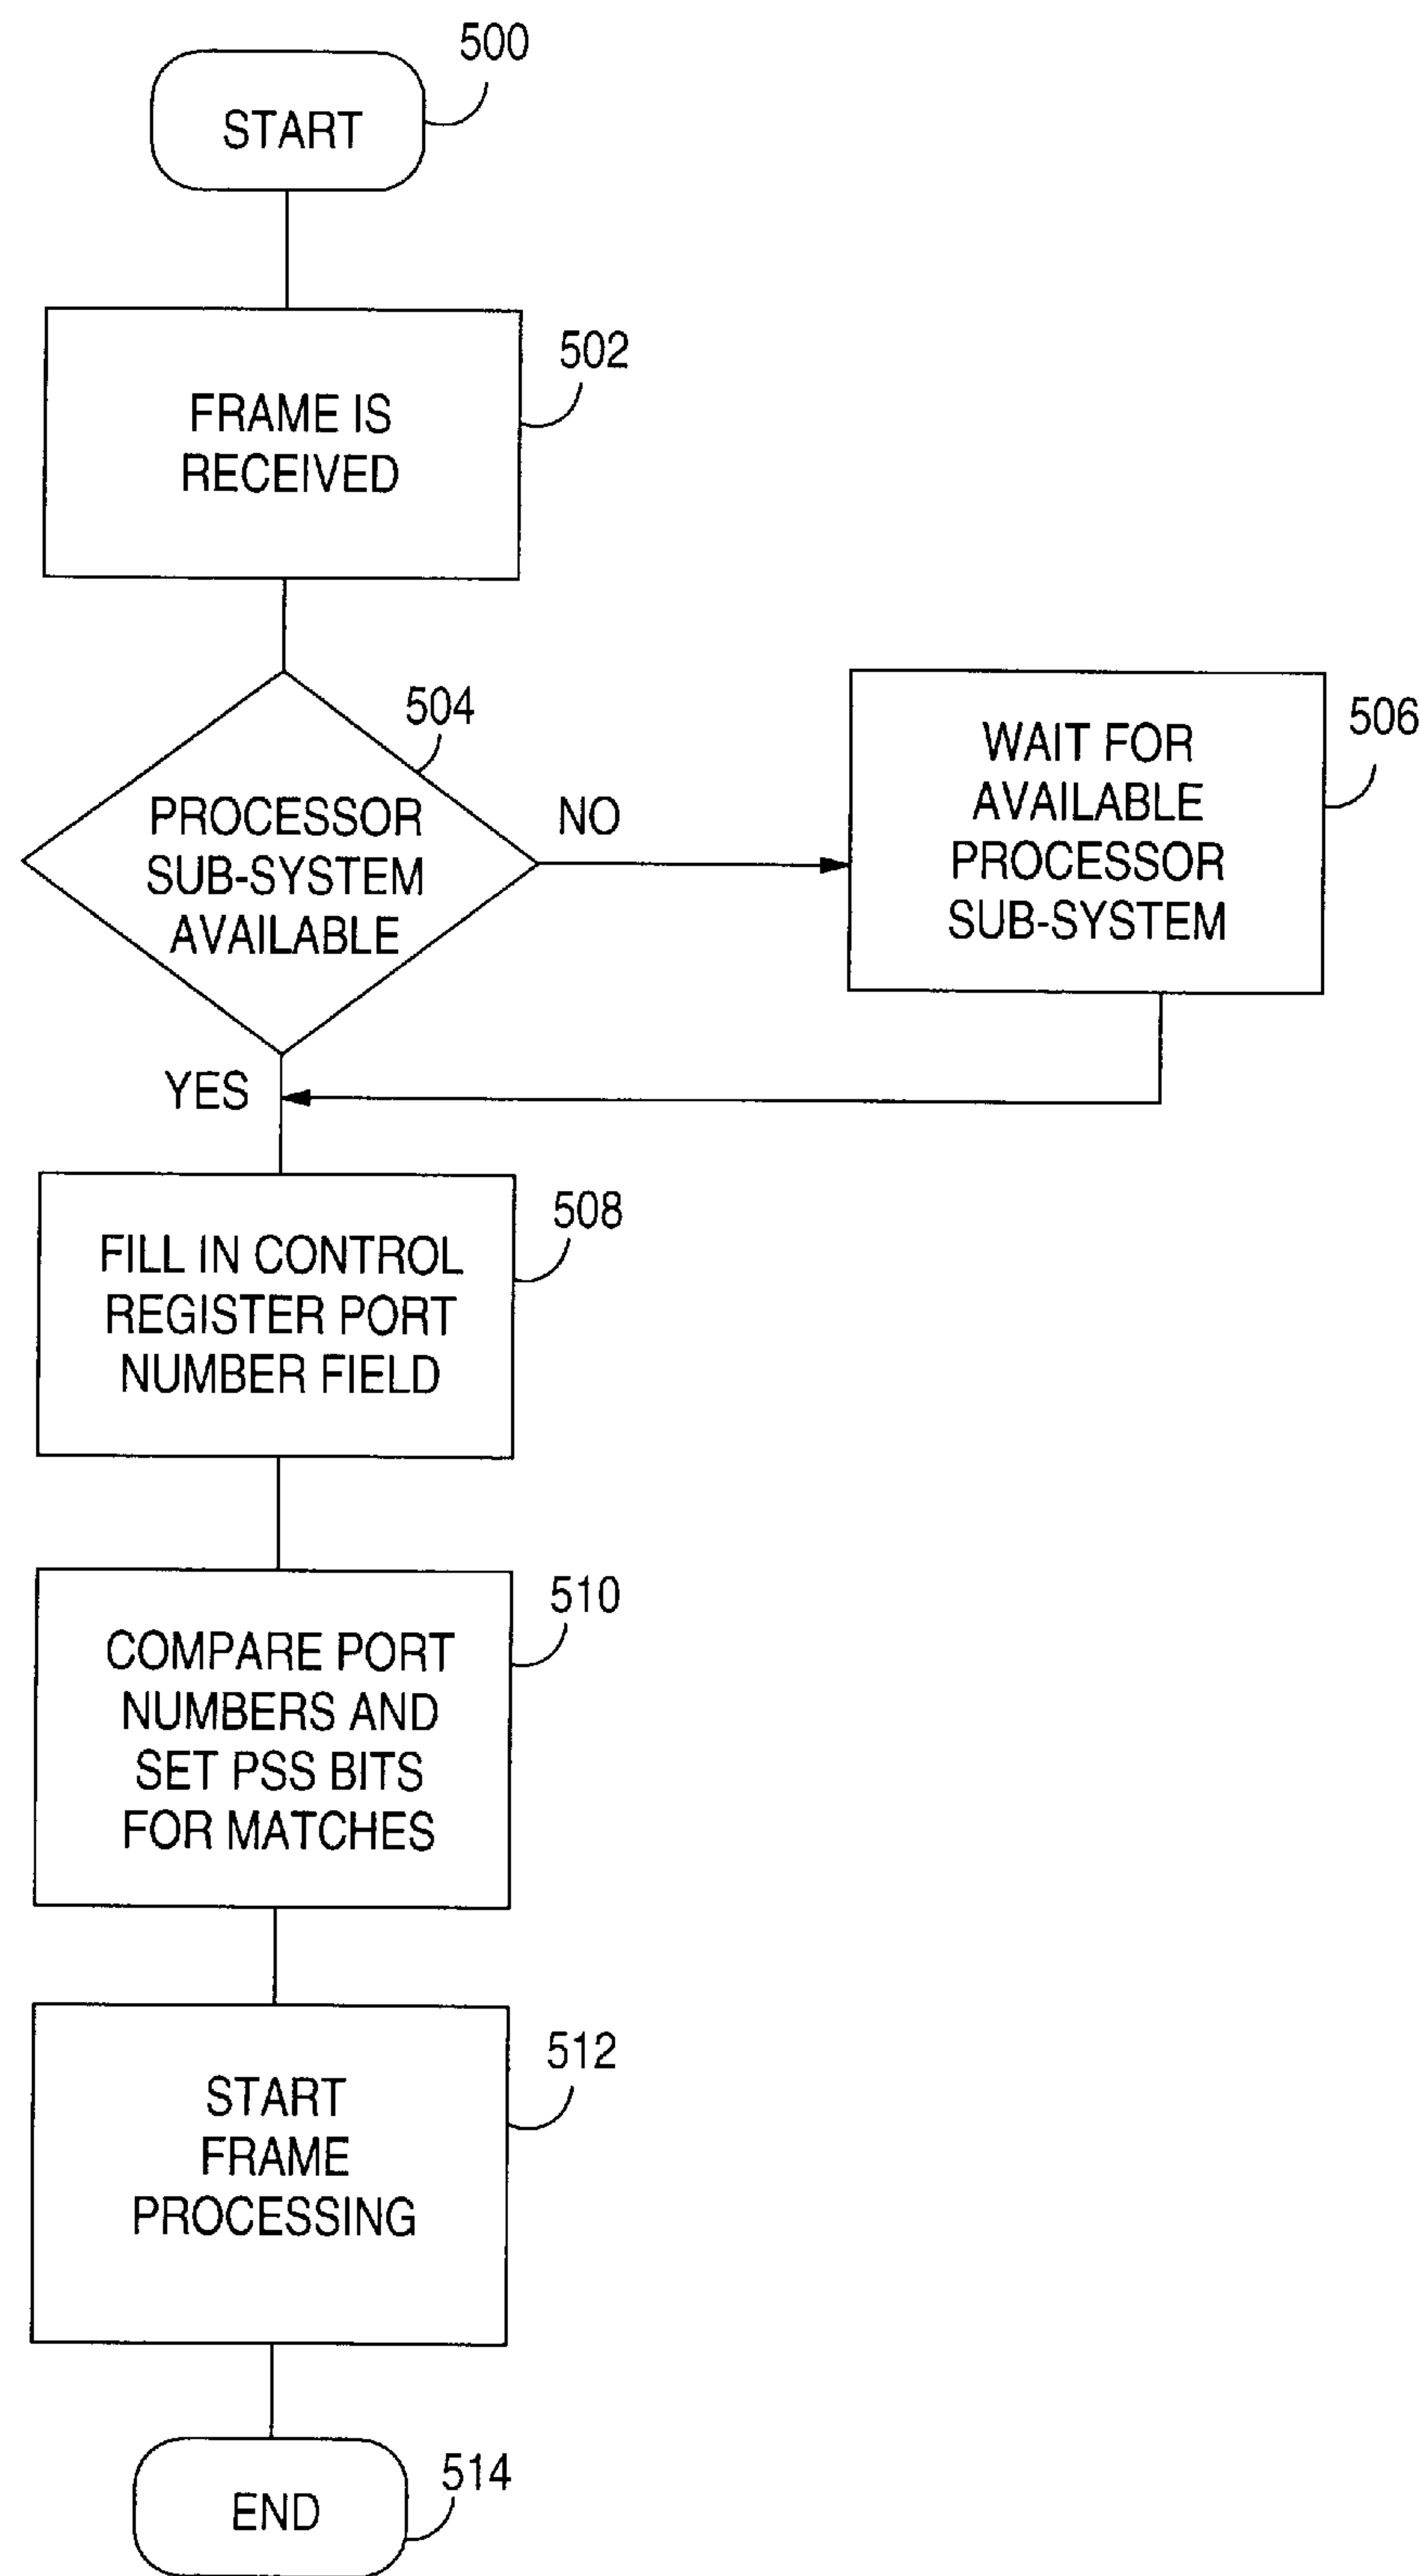 500
START
502
FRAME IS
RECEIVED
504
PROCESSOR
SUB-SYSTEM
AVAILABLE
NO
506
WAIT FOR
AVAILABLE
PROCESSOR
SUB-SYSTEM
YES
508
FILL IN CONTROL
REGISTER PORT
NUMBER FIELD
510
COMPARE PORT
NUMBERS AND
SET PSS BITS
FOR MATCHES
512
START
FRAME
PROCESSING
514
END